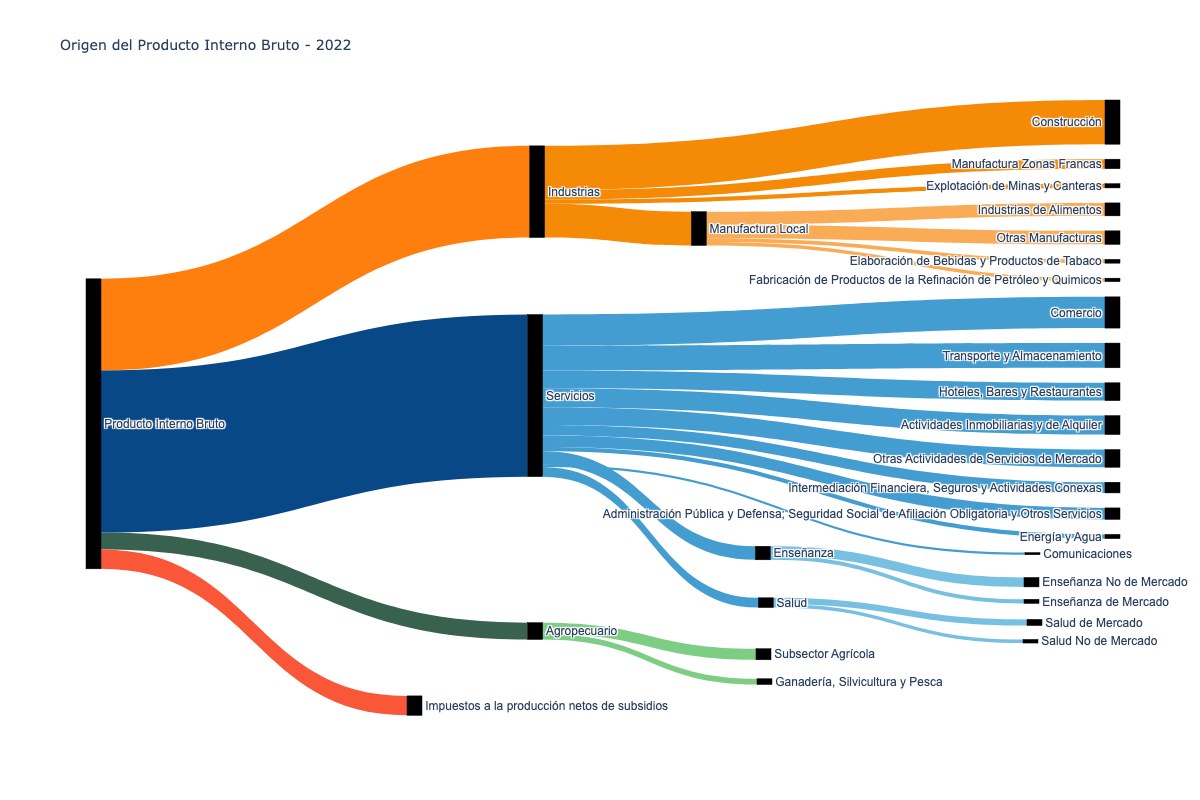 Origen del Producto Interno Bruto - 2022
Construcción
Manufactura Zonas Francas
Explotación de Minas y Canteras
Industrias
Industrias de Alimentos
Manufactura Local
Otras Manufacturas
Elaboración de Bebidas y Productos de Tabaco
Fabricación de Productos de la Refinación de Petróleo y Quimicos
Comercio
Transporte y Almacenamiento
Hoteles, Bares y Restaurantes
Servicios
Producto Interno Bruto
Actividades Inmobiliarias y de Alquiler
Otras Actividades de Servicios de Mercado
Intermediación Financiera, Seguros y Actividades Conexas
Administración Pública y Defensa; Seguridad Social de Afiliación Obligatoria y Otros Servicios
Energía y Agua
Comunicaciones
Enseñanza
Enseñanza No de Mercado
Enseñanza de Mercado
Salud
Salud de Mercado
Agropecuario
Salud No de Mercado
Subsector Agrícola
Ganadería, Silvicultura y Pesca
Impuestos a la producción netos de subsidios